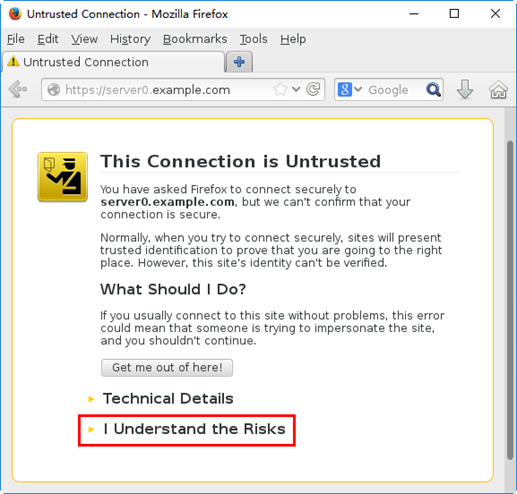 Untrusted Connection - Mozilla Firefox
File Edit View History Bookmarks Tools Help
Untrusted Connection
https://server0.example.com
Google
This Connection is Untrusted
You have asked Firefox to connect securely to
server0.example.com, but we can't confirm that your
connection is secure.
Normally, when you try to connect securely, sites will present
trusted identification to prove that you are going to the right
place. However, this site's identity can't be verified.
What Should I Do?
If you usually connect to this site without problems, this error
could mean that someone is trying to impersonate the site,
and you shouldn't continue.
Get me out of here!
Technical Details
I Understand the Risks